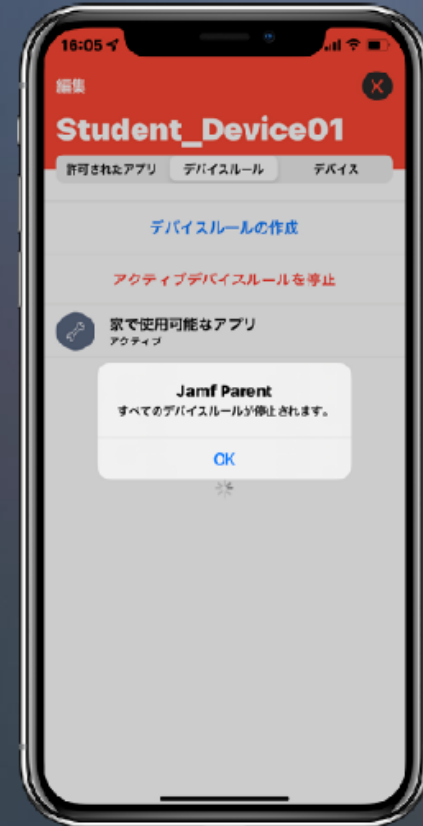 16:05
編集
Student_Device01
許可されたアプリ デバイスルール デバイス
デバイスルールの作成
アクティブデバイスルールを停止
家で使用可能なアプリ
アクティブ
Jamf Parent
すべてのデバイスルールが停止されます。
OK